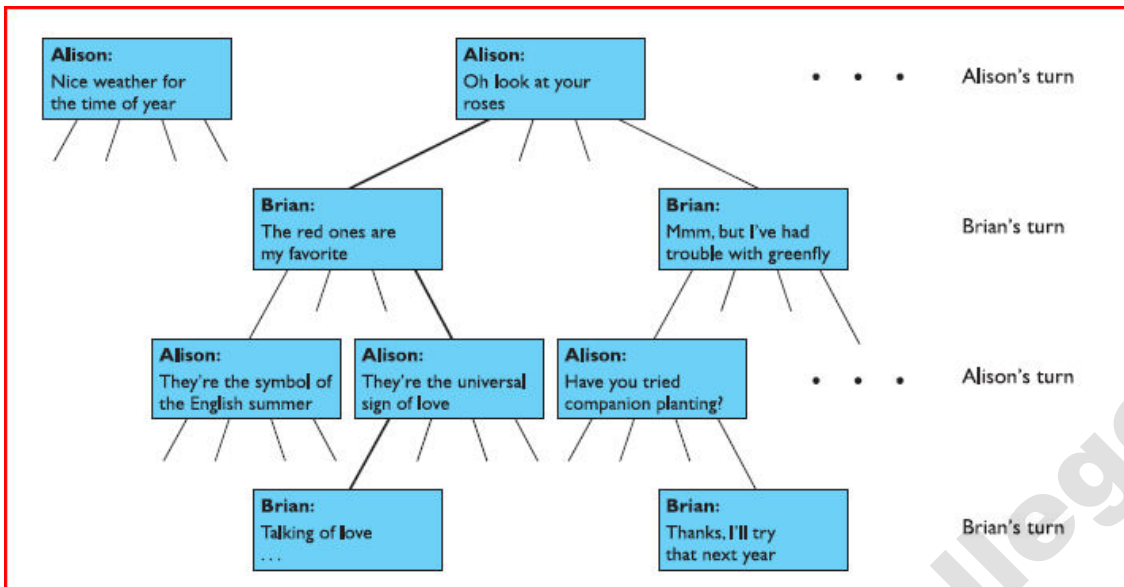 Alison:
Nice weather for
the time of year
Alison:
Oh look at your
roses
• • •
Alison's turn
Brian:
The red ones are
my favorite
Brian:
Mmm, but I've had
trouble with greenfly
Brian's turn
Alison:
They're the symbol of
the English summer
Alison:
They're the universal
sign of love
Alison:
Have you tried
companion planting?
• • •
Alison's turn
Brian:
Talking of love
. . .
Brian:
Thanks, I'll try
that next year
Brian's turn